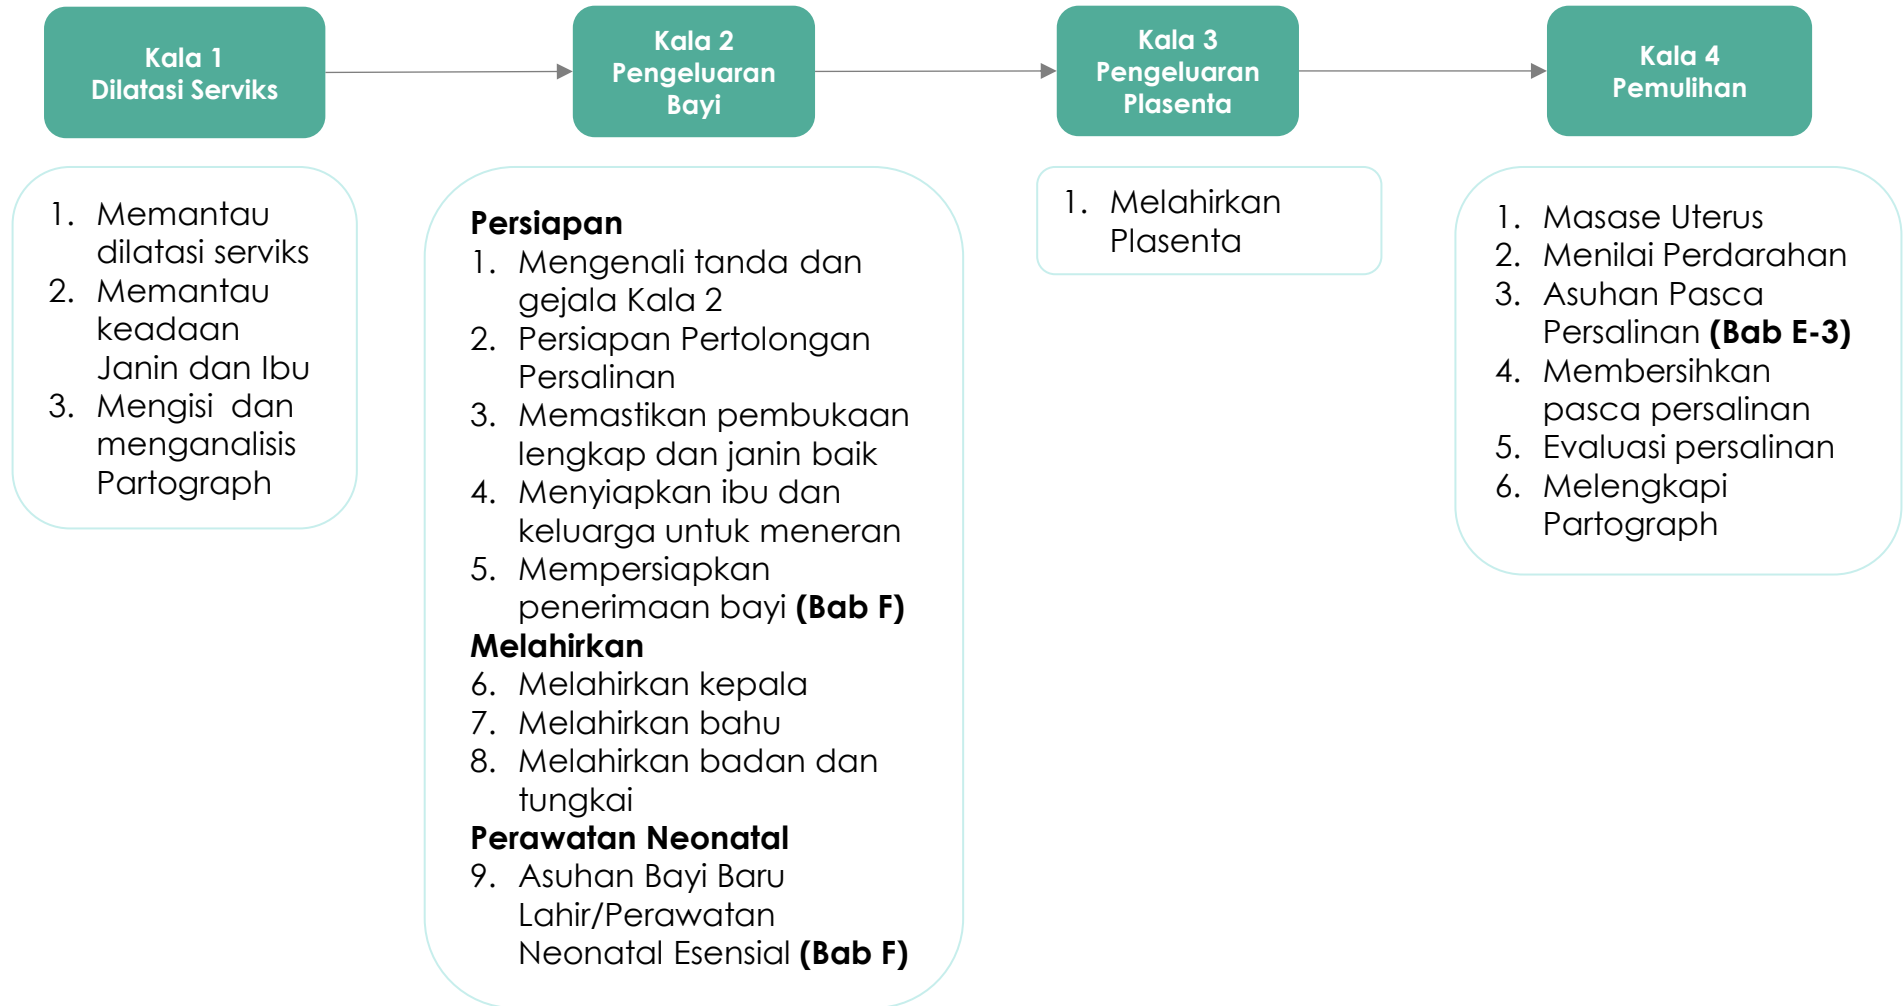 Kala 1
Dilatasi Serviks
Kala 2
Pengeluaran
Bayi
Kala 3
Pengeluaran
Plasenta
Kala 4
Pemulihan
1. Memantau
dilatasi serviks
2. Memantau
keadaan
Janin dan Ibu
3. Mengisi dan
menganalisis
Partograph
Persiapan
1. Mengenali tanda dan
gejala Kala 2
2. Persiapan Pertolongan
Persalinan
3. Memastikan pembukaan
lengkap dan janin baik
4. Menyiapkan ibu dan
keluarga untuk meneran
5. Mempersiapkan
penerimaan bayi (Bab F)
Melahirkan
6. Melahirkan kepala
7. Melahirkan bahu
8. Melahirkan badan dan
tungkai
Perawatan Neonatal
9. Asuhan Bayi Baru
Lahir/Perawatan
Neonatal Esensial (Bab F)
1. Melahirkan
Plasenta
1. Masase Uterus
2. Menilai Perdarahan
3. Asuhan Pasca
Persalinan (Bab E-3)
4. Membersihkan
pasca persalinan
5. Evaluasi persalinan
6. Melengkapi
Partograph